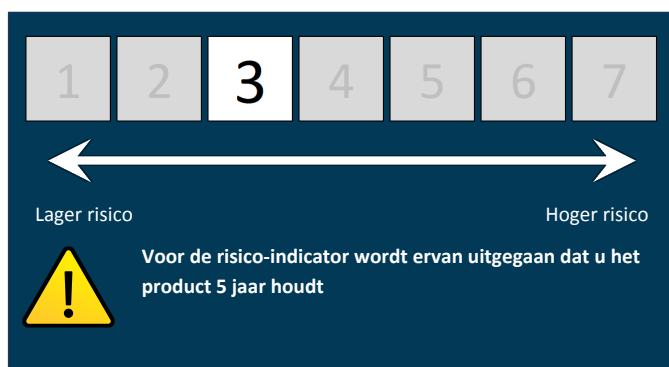 1 2 3 4 5 6 7
Lager risico Hoger risico
Voor de risico-indicator wordt ervan uitgegaan dat u het
product 5 jaar houdt